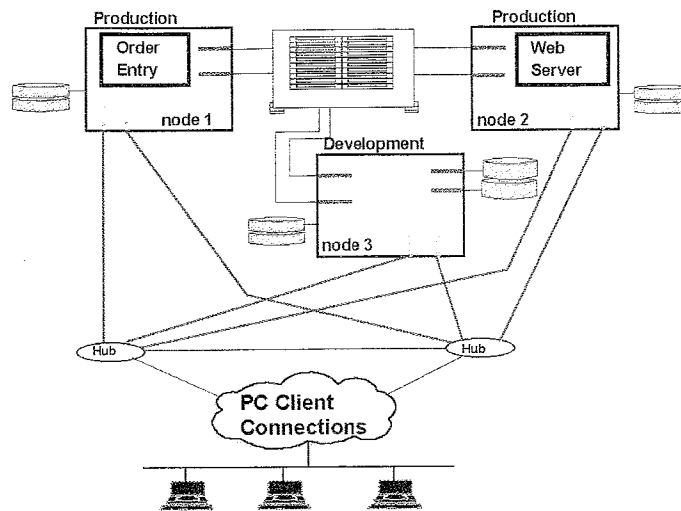 Production
Production
Order
Entry
Web
Server
node 1
node 2
Development
node 3
Hub
Hub
PC Client
Connections